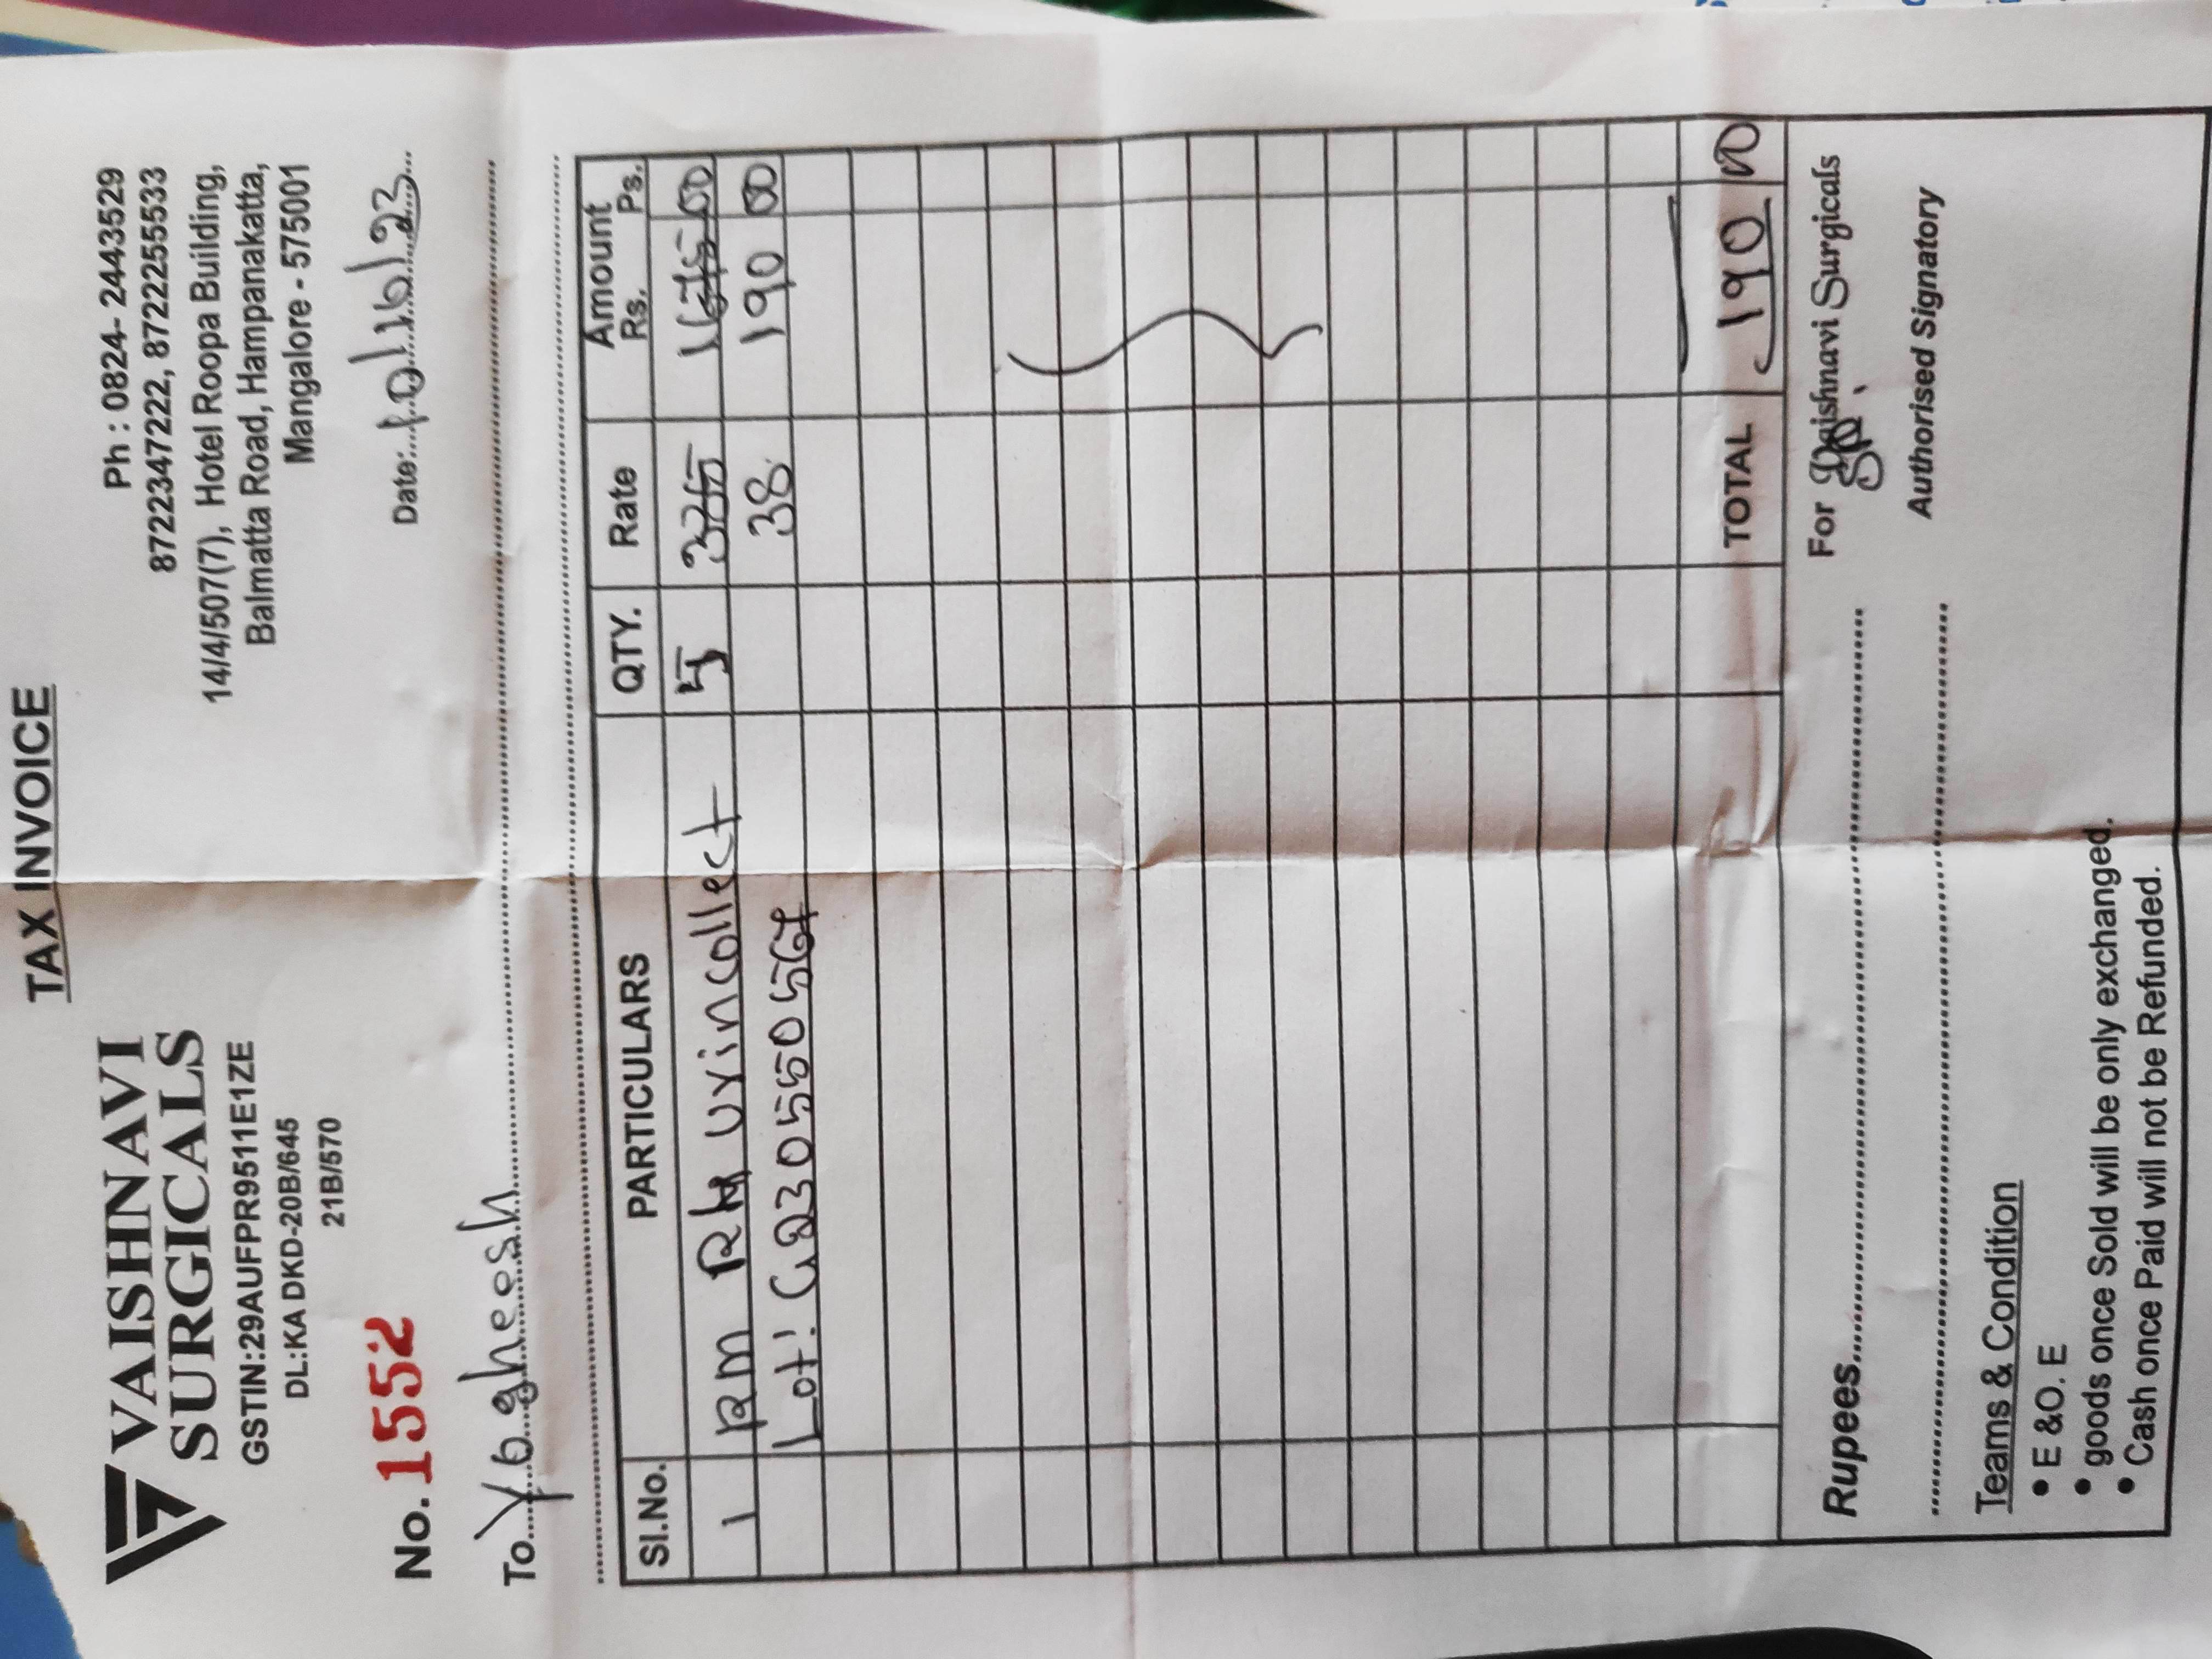 TAX INVOICE
VAISHNAVI
SURGICALS
GSTIN:29AUFPR9511E1ZE
DL:KA DKD-20B/645
21B/570
Ph : 0824- 2443529
8722347222, 8722255533
14/4/507(7), Hotel Roopa Building,
Balmatta Road, Hampanakatta,
Mangalore - 575001
No. 1552
Date: 10/10/23
To Yogheesh
Sl.No. PARTICULARS QTY. Rate Amount
Rs. Ps.
1 RM urincollect 5 335 1675 00
Lot: G230550567 38 190 00
TOTAL 190 00
Rupees
For Vaishnavi Surgicals
Authorised Signatory
Teams & Condition
• E &O. E
• goods once Sold will be only exchanged.
• Cash once Paid will not be Refunded.